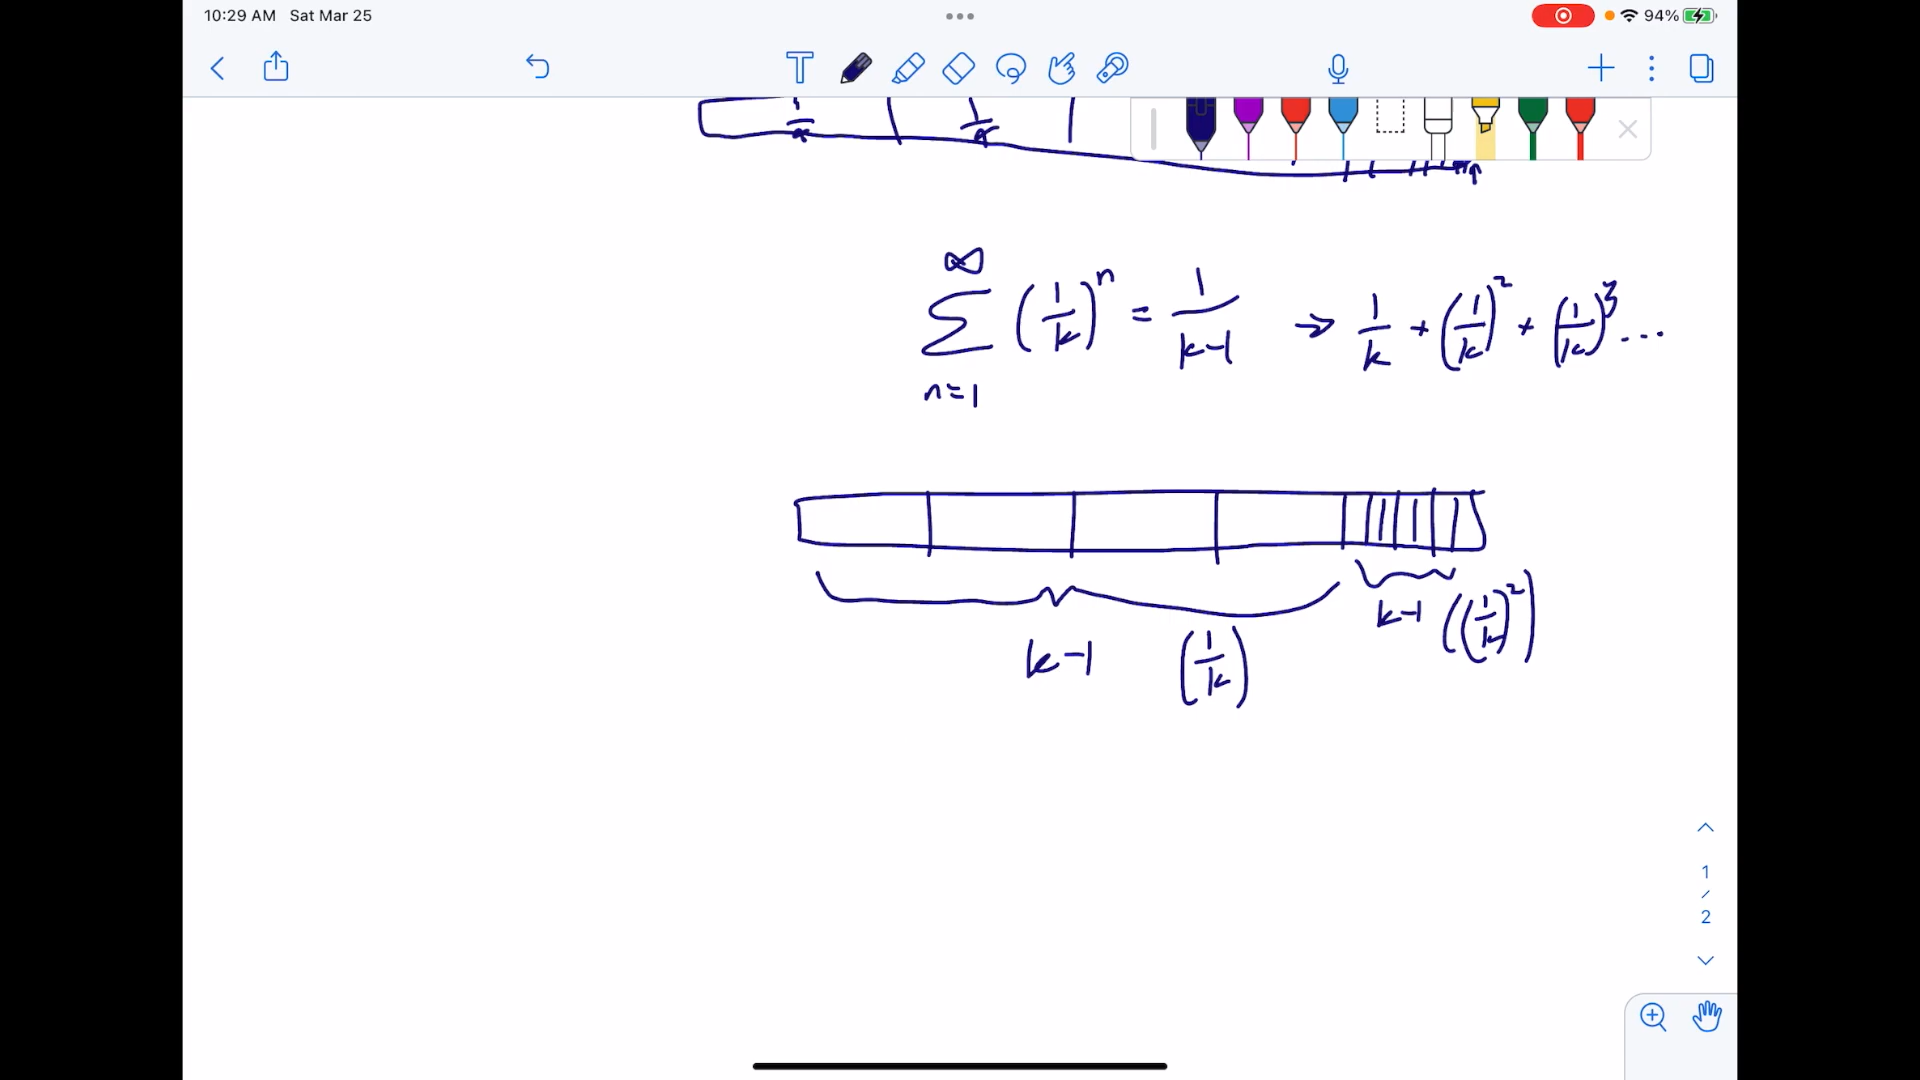 10:29 AM Sat Mar 25
94%
T
∞
∑ (1/k)ⁿ = 1/(k-1) → 1/k + (1/k)² + (1/k)³ ...
n=1
k-1 ((1/k)²)
k-1 (1/k)
1
/
2